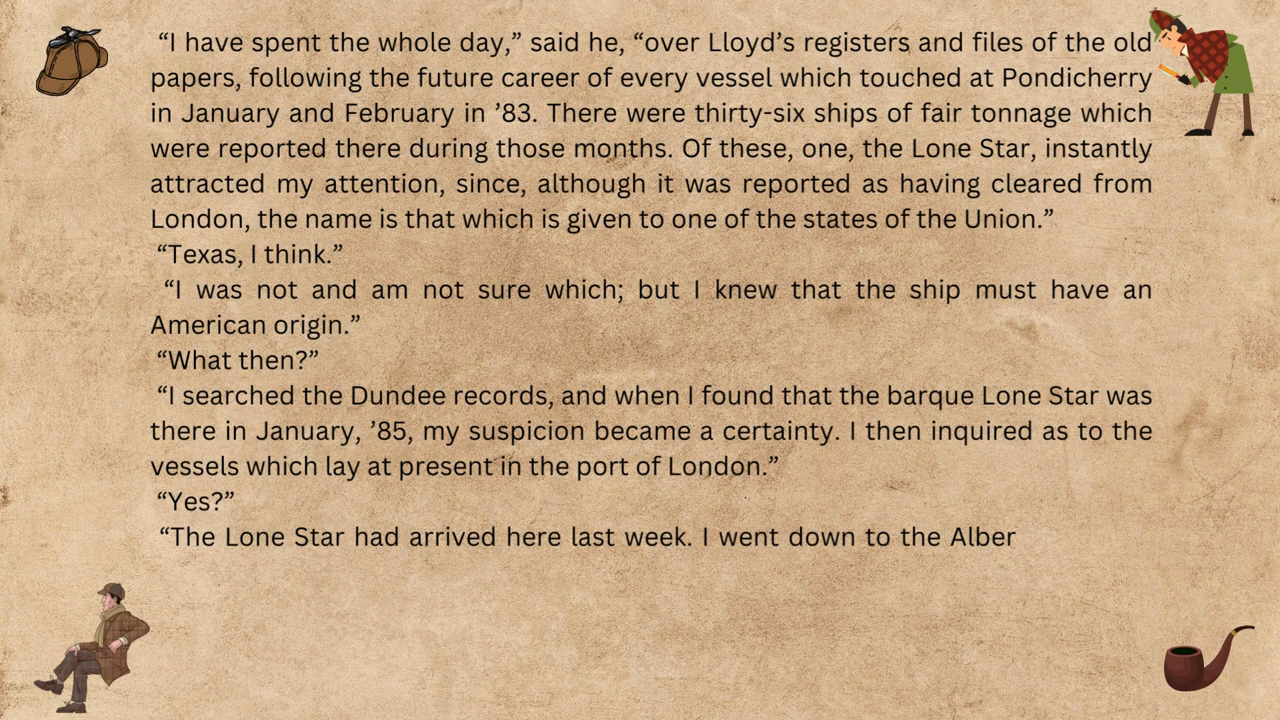 “I have spent the whole day,” said he, “over Lloyd’s registers and files of the old
papers, following the future career of every vessel which touched at Pondicherry
in January and February in ’83. There were thirty-six ships of fair tonnage which
were reported there during those months. Of these, one, the Lone Star, instantly
attracted my attention, since, although it was reported as having cleared from
London, the name is that which is given to one of the states of the Union.”
“Texas, I think.”
“I was not and am not sure which; but I knew that the ship must have an
American origin.”
“What then?”
“I searched the Dundee records, and when I found that the barque Lone Star was
there in January, ’85, my suspicion became a certainty. I then inquired as to the
vessels which lay at present in the port of London.”
“Yes?”
“The Lone Star had arrived here last week. I went down to the Alber